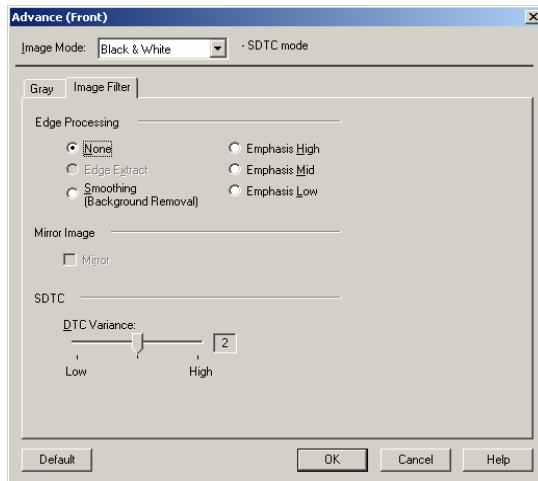 Advance (Front)
Image Mode: Black & White - SDTC mode
Gray Image Filter
Edge Processing
None Emphasis High
Edge Extract Emphasis Mid
Smoothing Emphasis Low
(Background Removal)
Mirror Image
Mirror
SDTC
DTC Variance:
2
Low High
Default OK Cancel Help